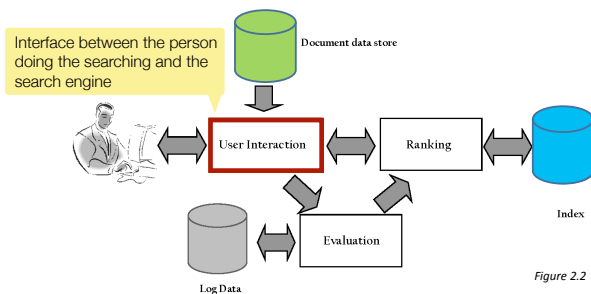 Interface between the person
doing the searching and the
search engine
Document data store
User Interaction
Ranking
Index
Evaluation
Log Data
Figure 2.2